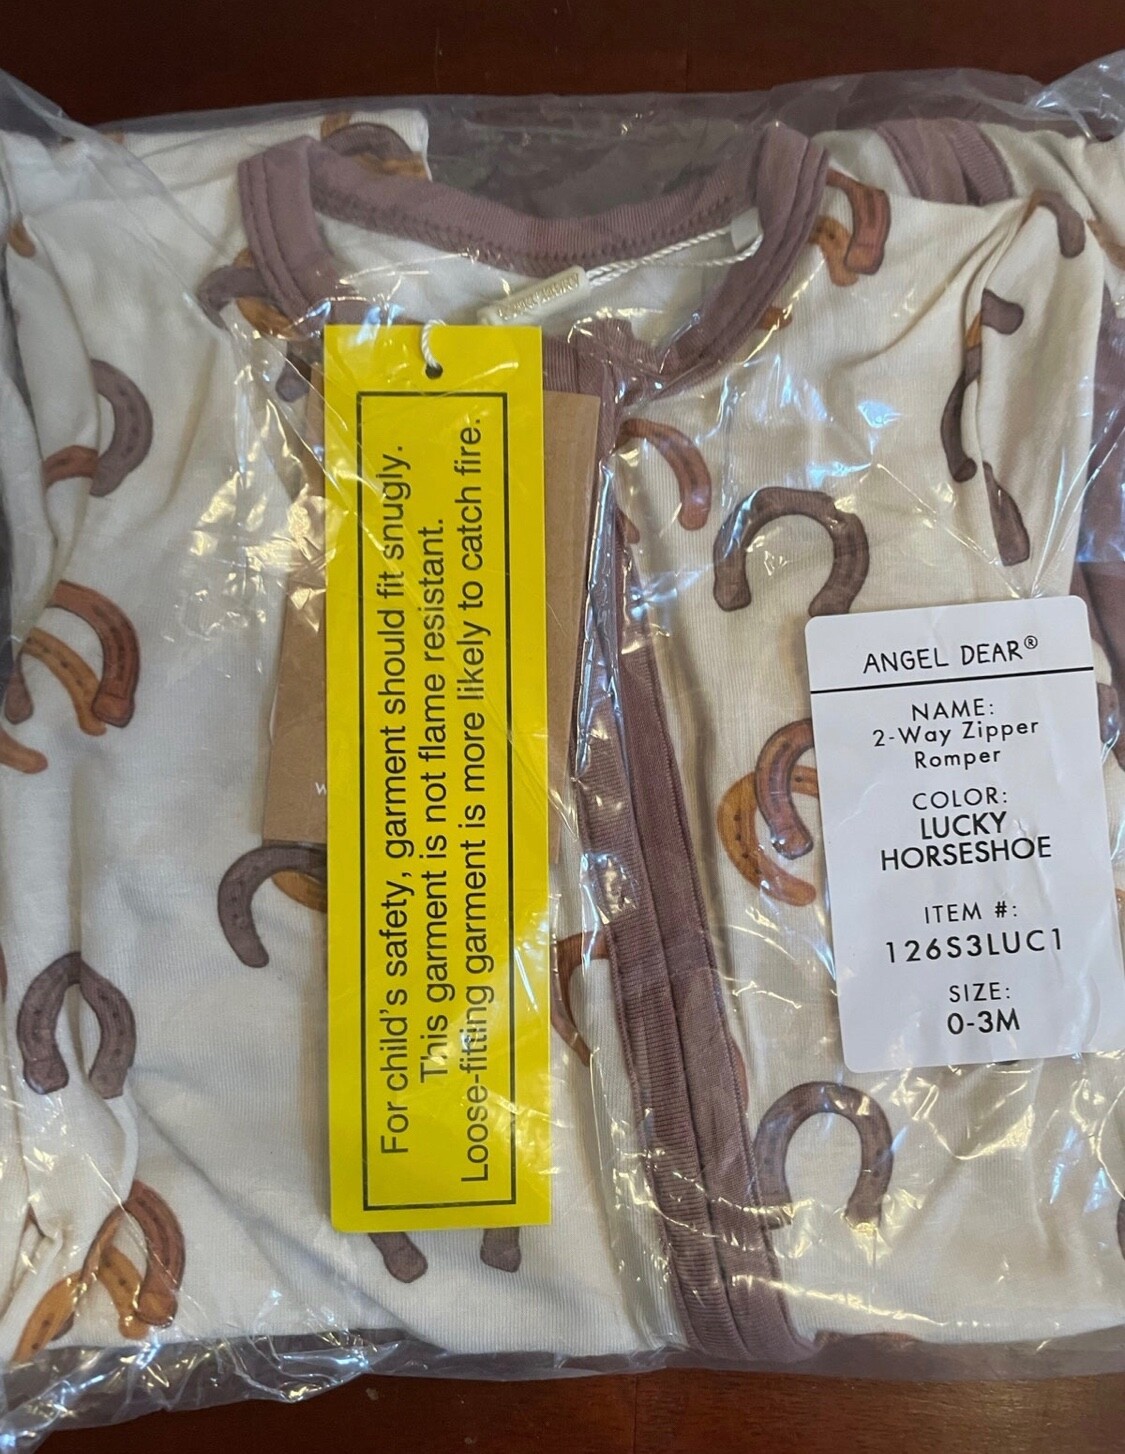 For child's safety, garment should fit snugly.
This garment is not flame resistant.
Loose-fitting garment is more likely to catch fire.
ANGEL DEAR®
NAME:
2-Way Zipper
Romper
COLOR:
LUCKY
HORSESHOE
ITEM #:
126S3LUC1
SIZE:
0-3M